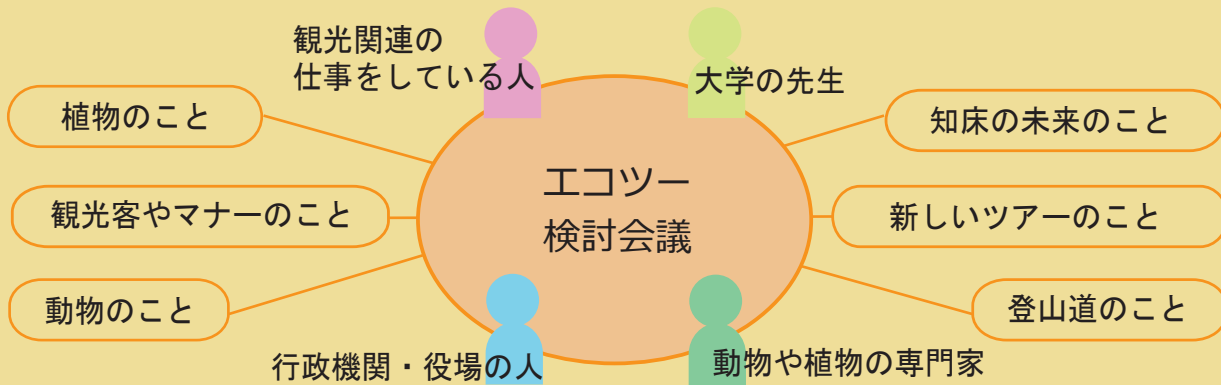 観光関連の
仕事をしている人
大学の先生
植物のこと
知床の未来のこと
エコツー
検討会議
観光客やマナーのこと
新しいツアーのこと
動物のこと
登山道のこと
行政機関・役場の人
動物や植物の専門家